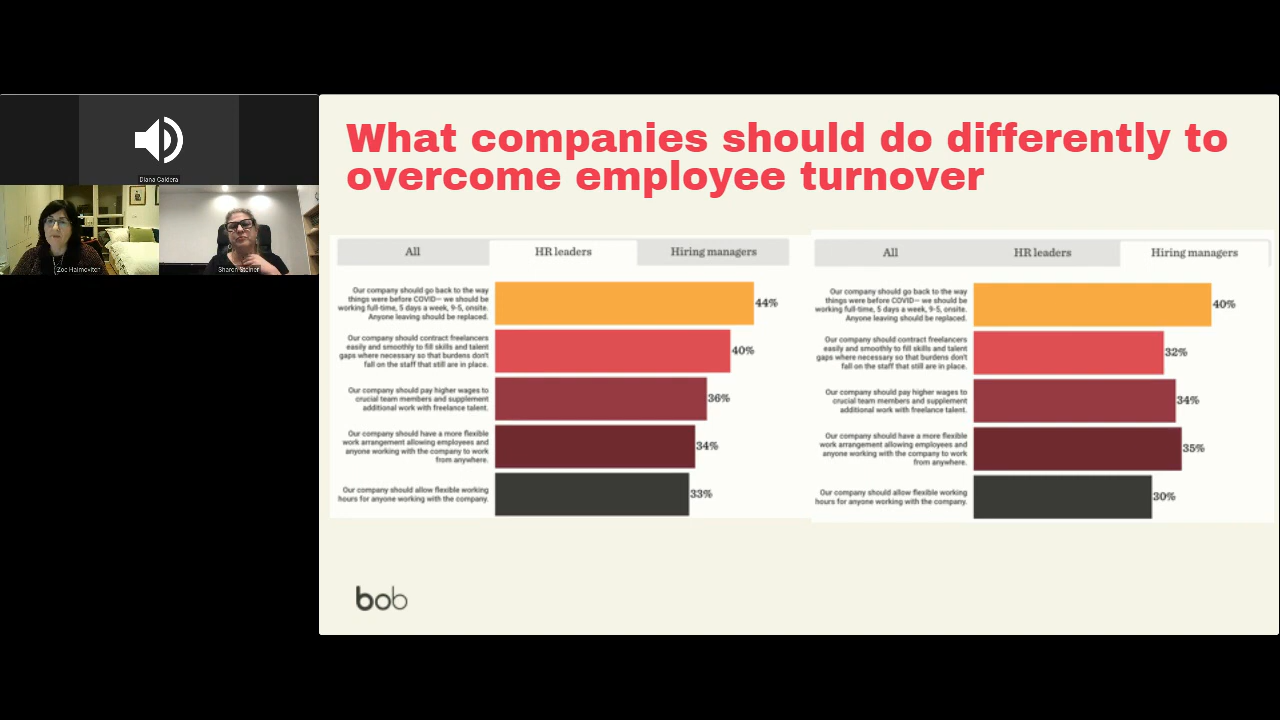 Diana Caldera
Zoe Haimovitch
Sharon Steiner
What companies should do differently to
overcome employee turnover
All
HR leaders
Hiring managers
Our company should go back to the way
things were before COVID— we should be
working full-time, 5 days a week, 9-5, onsite.
Anyone leaving should be replaced.
44%
Our company should contract freelancers
easily and smoothly to fill skills and talent
gaps where necessary so that burdens don't
fall on the staff that still are in place.
40%
Our company should pay higher wages to
crucial team members and supplement
additional work with freelance talent.
36%
Our company should have a more flexible
work arrangement allowing employees and
anyone working with the company to work
from anywhere.
34%
Our company should allow flexible working
hours for anyone working with the company.
33%
All
HR leaders
Hiring managers
Our company should go back to the way
things were before COVID— we should be
working full-time, 5 days a week, 9-5, onsite.
Anyone leaving should be replaced.
40%
Our company should contract freelancers
easily and smoothly to fill skills and talent
gaps where necessary so that burdens don't
fall on the staff that still are in place.
32%
Our company should pay higher wages to
crucial team members and supplement
additional work with freelance talent.
34%
Our company should have a more flexible
work arrangement allowing employees and
anyone working with the company to work
from anywhere.
35%
Our company should allow flexible working
hours for anyone working with the company.
30%
bob